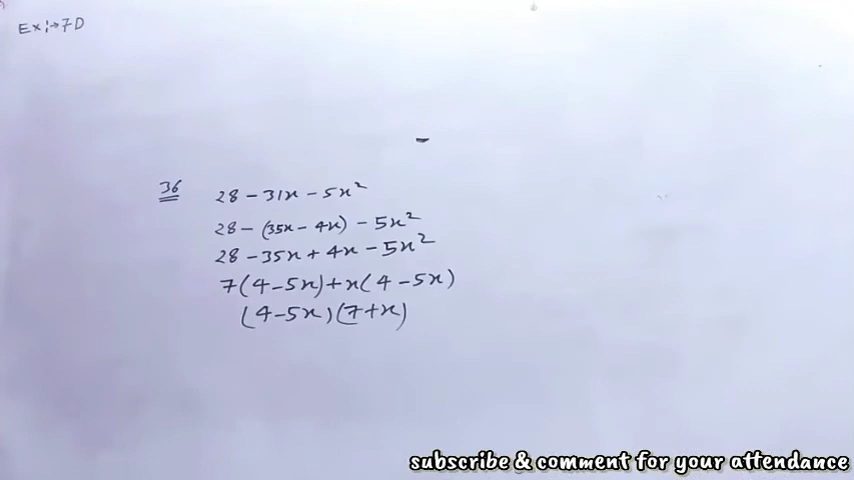 Ex:→7D
36 28 - 31x - 5x²
28 - (35x - 4x) - 5x²
28 - 35x + 4x - 5x²
7(4-5x)+x(4-5x)
(4-5x)(7+x)
subscribe & comment for your attendance